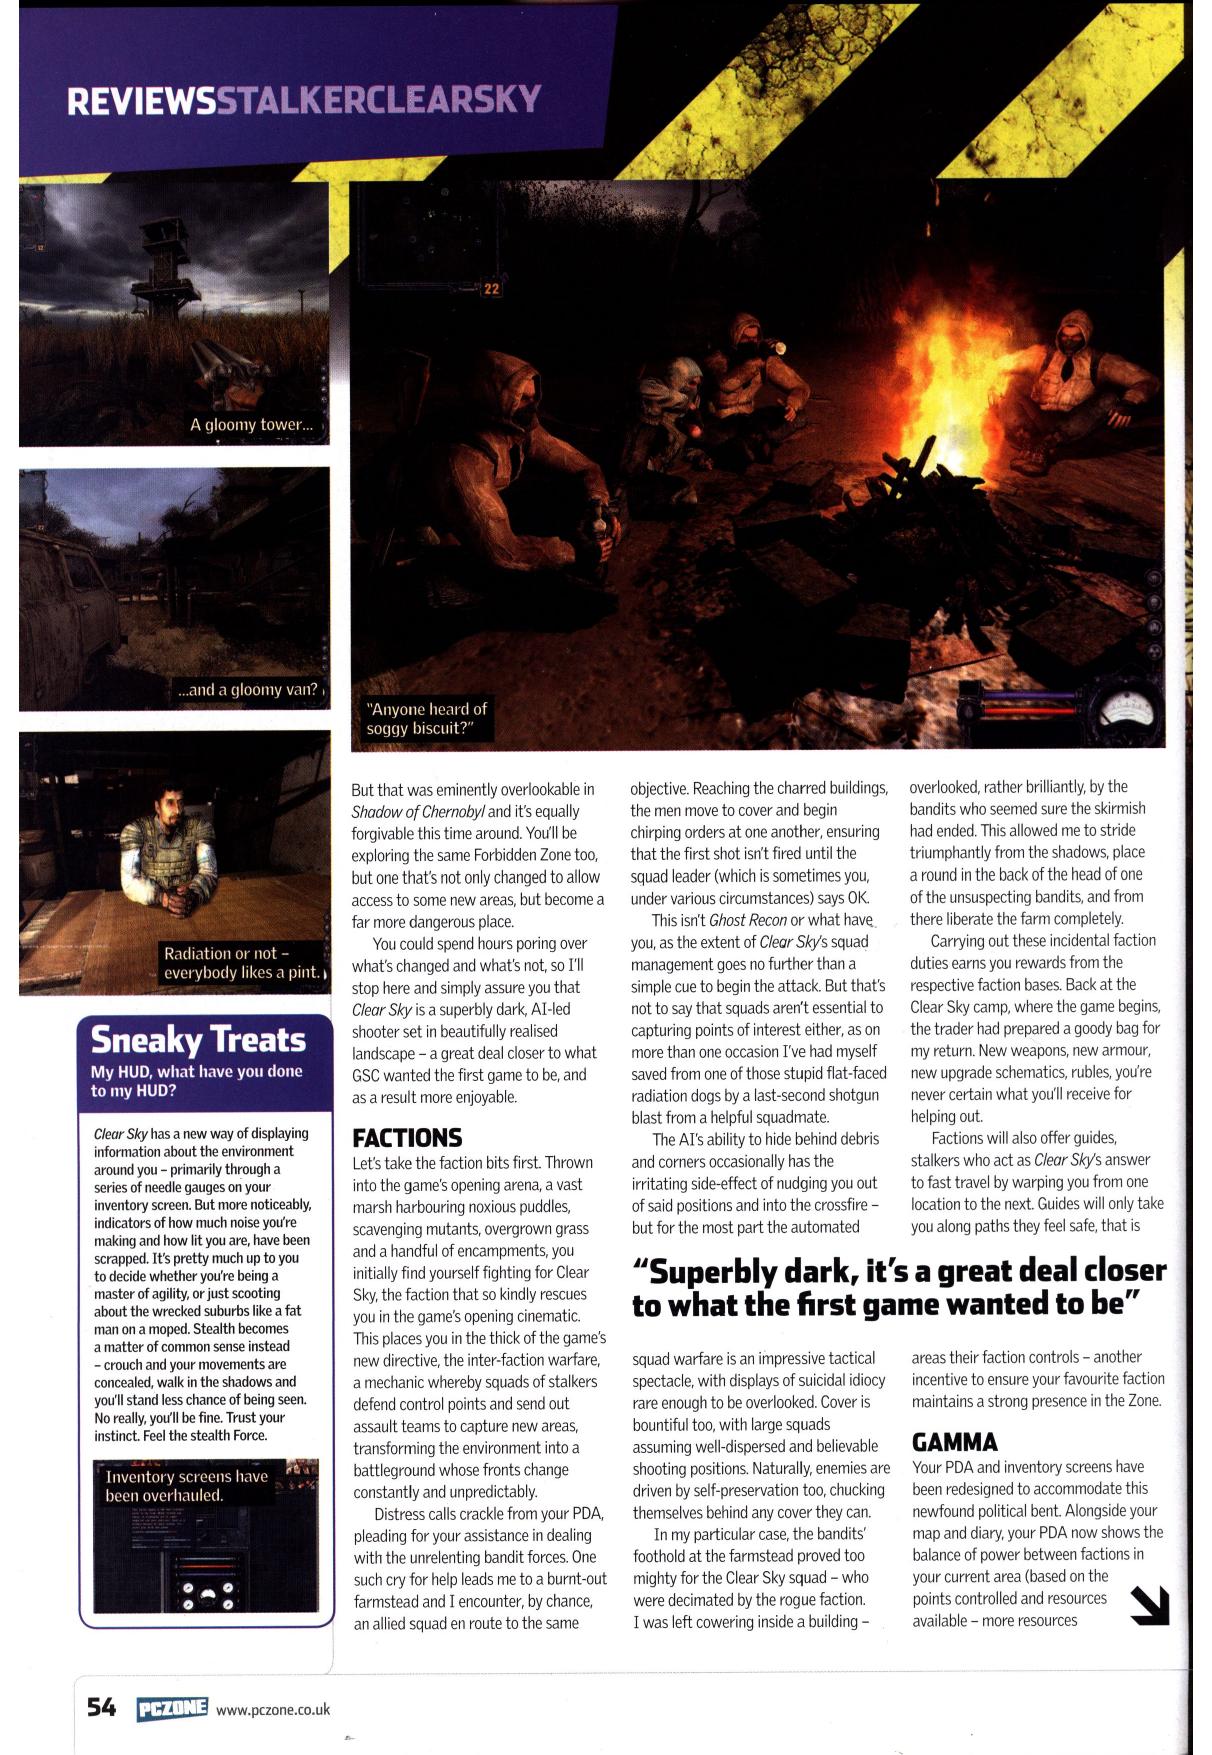 REVIEWSSTALKERCLEARSKY
22
A gloomy tower...
...and a gloomy van?
"Anyone heard of
soggy biscuit?"
Radiation or not –
everybody likes a pint.
Sneaky Treats
My HUD, what have you done
to my HUD?
Clear Sky has a new way of displaying
information about the environment
around you – primarily through a
series of needle gauges on your
inventory screen. But more noticeably,
indicators of how much noise you're
making and how lit you are, have been
scrapped. It's pretty much up to you
to decide whether you're being a
master of agility, or just scooting
about the wrecked suburbs like a fat
man on a moped. Stealth becomes
a matter of common sense instead
– crouch and your movements are
concealed, walk in the shadows and
you'll stand less chance of being seen.
No really, you'll be fine. Trust your
instinct. Feel the stealth Force.
Inventory screens have
been overhauled.
But that was eminently overlookable in
Shadow of Chernobyl and it's equally
forgivable this time around. You'll be
exploring the same Forbidden Zone too,
but one that's not only changed to allow
access to some new areas, but become a
far more dangerous place.
You could spend hours poring over
what's changed and what's not, so I'll
stop here and simply assure you that
Clear Sky is a superbly dark, AI-led
shooter set in beautifully realised
landscape – a great deal closer to what
GSC wanted the first game to be, and
as a result more enjoyable.
FACTIONS
Let's take the faction bits first. Thrown
into the game's opening arena, a vast
marsh harbouring noxious puddles,
scavenging mutants, overgrown grass
and a handful of encampments, you
initially find yourself fighting for Clear
Sky, the faction that so kindly rescues
you in the game's opening cinematic.
This places you in the thick of the game's
new directive, the inter-faction warfare,
a mechanic whereby squads of stalkers
defend control points and send out
assault teams to capture new areas,
transforming the environment into a
battleground whose fronts change
constantly and unpredictably.
Distress calls crackle from your PDA,
pleading for your assistance in dealing
with the unrelenting bandit forces. One
such cry for help leads me to a burnt-out
farmstead and I encounter, by chance,
an allied squad en route to the same
objective. Reaching the charred buildings,
the men move to cover and begin
chirping orders at one another, ensuring
that the first shot isn't fired until the
squad leader (which is sometimes you,
under various circumstances) says OK.
This isn't Ghost Recon or what have
you, as the extent of Clear Sky's squad
management goes no further than a
simple cue to begin the attack. But that's
not to say that squads aren't essential to
capturing points of interest either, as on
more than one occasion I've had myself
saved from one of those stupid flat-faced
radiation dogs by a last-second shotgun
blast from a helpful squadmate.
The AI's ability to hide behind debris
and corners occasionally has the
irritating side-effect of nudging you out
of said positions and into the crossfire –
but for the most part the automated
squad warfare is an impressive tactical
spectacle, with displays of suicidal idiocy
rare enough to be overlooked. Cover is
bountiful too, with large squads
assuming well-dispersed and believable
shooting positions. Naturally, enemies are
driven by self-preservation too, chucking
themselves behind any cover they can.
In my particular case, the bandits'
foothold at the farmstead proved too
mighty for the Clear Sky squad – who
were decimated by the rogue faction.
I was left cowering inside a building –
overlooked, rather brilliantly, by the
bandits who seemed sure the skirmish
had ended. This allowed me to stride
triumphantly from the shadows, place
a round in the back of the head of one
of the unsuspecting bandits, and from
there liberate the farm completely.
Carrying out these incidental faction
duties earns you rewards from the
respective faction bases. Back at the
Clear Sky camp, where the game begins,
the trader had prepared a goody bag for
my return. New weapons, new armour,
new upgrade schematics, rubles, you're
never certain what you'll receive for
helping out.
Factions will also offer guides,
stalkers who act as Clear Sky's answer
to fast travel by warping you from one
location to the next. Guides will only take
you along paths they feel safe, that is
"Superbly dark, it's a great deal closer
to what the first game wanted to be"
areas their faction controls – another
incentive to ensure your favourite faction
maintains a strong presence in the Zone.
GAMMA
Your PDA and inventory screens have
been redesigned to accommodate this
newfound political bent. Alongside your
map and diary, your PDA now shows the
balance of power between factions in
your current area (based on the
points controlled and resources
available – more resources
54
PCZONE
www.pczone.co.uk